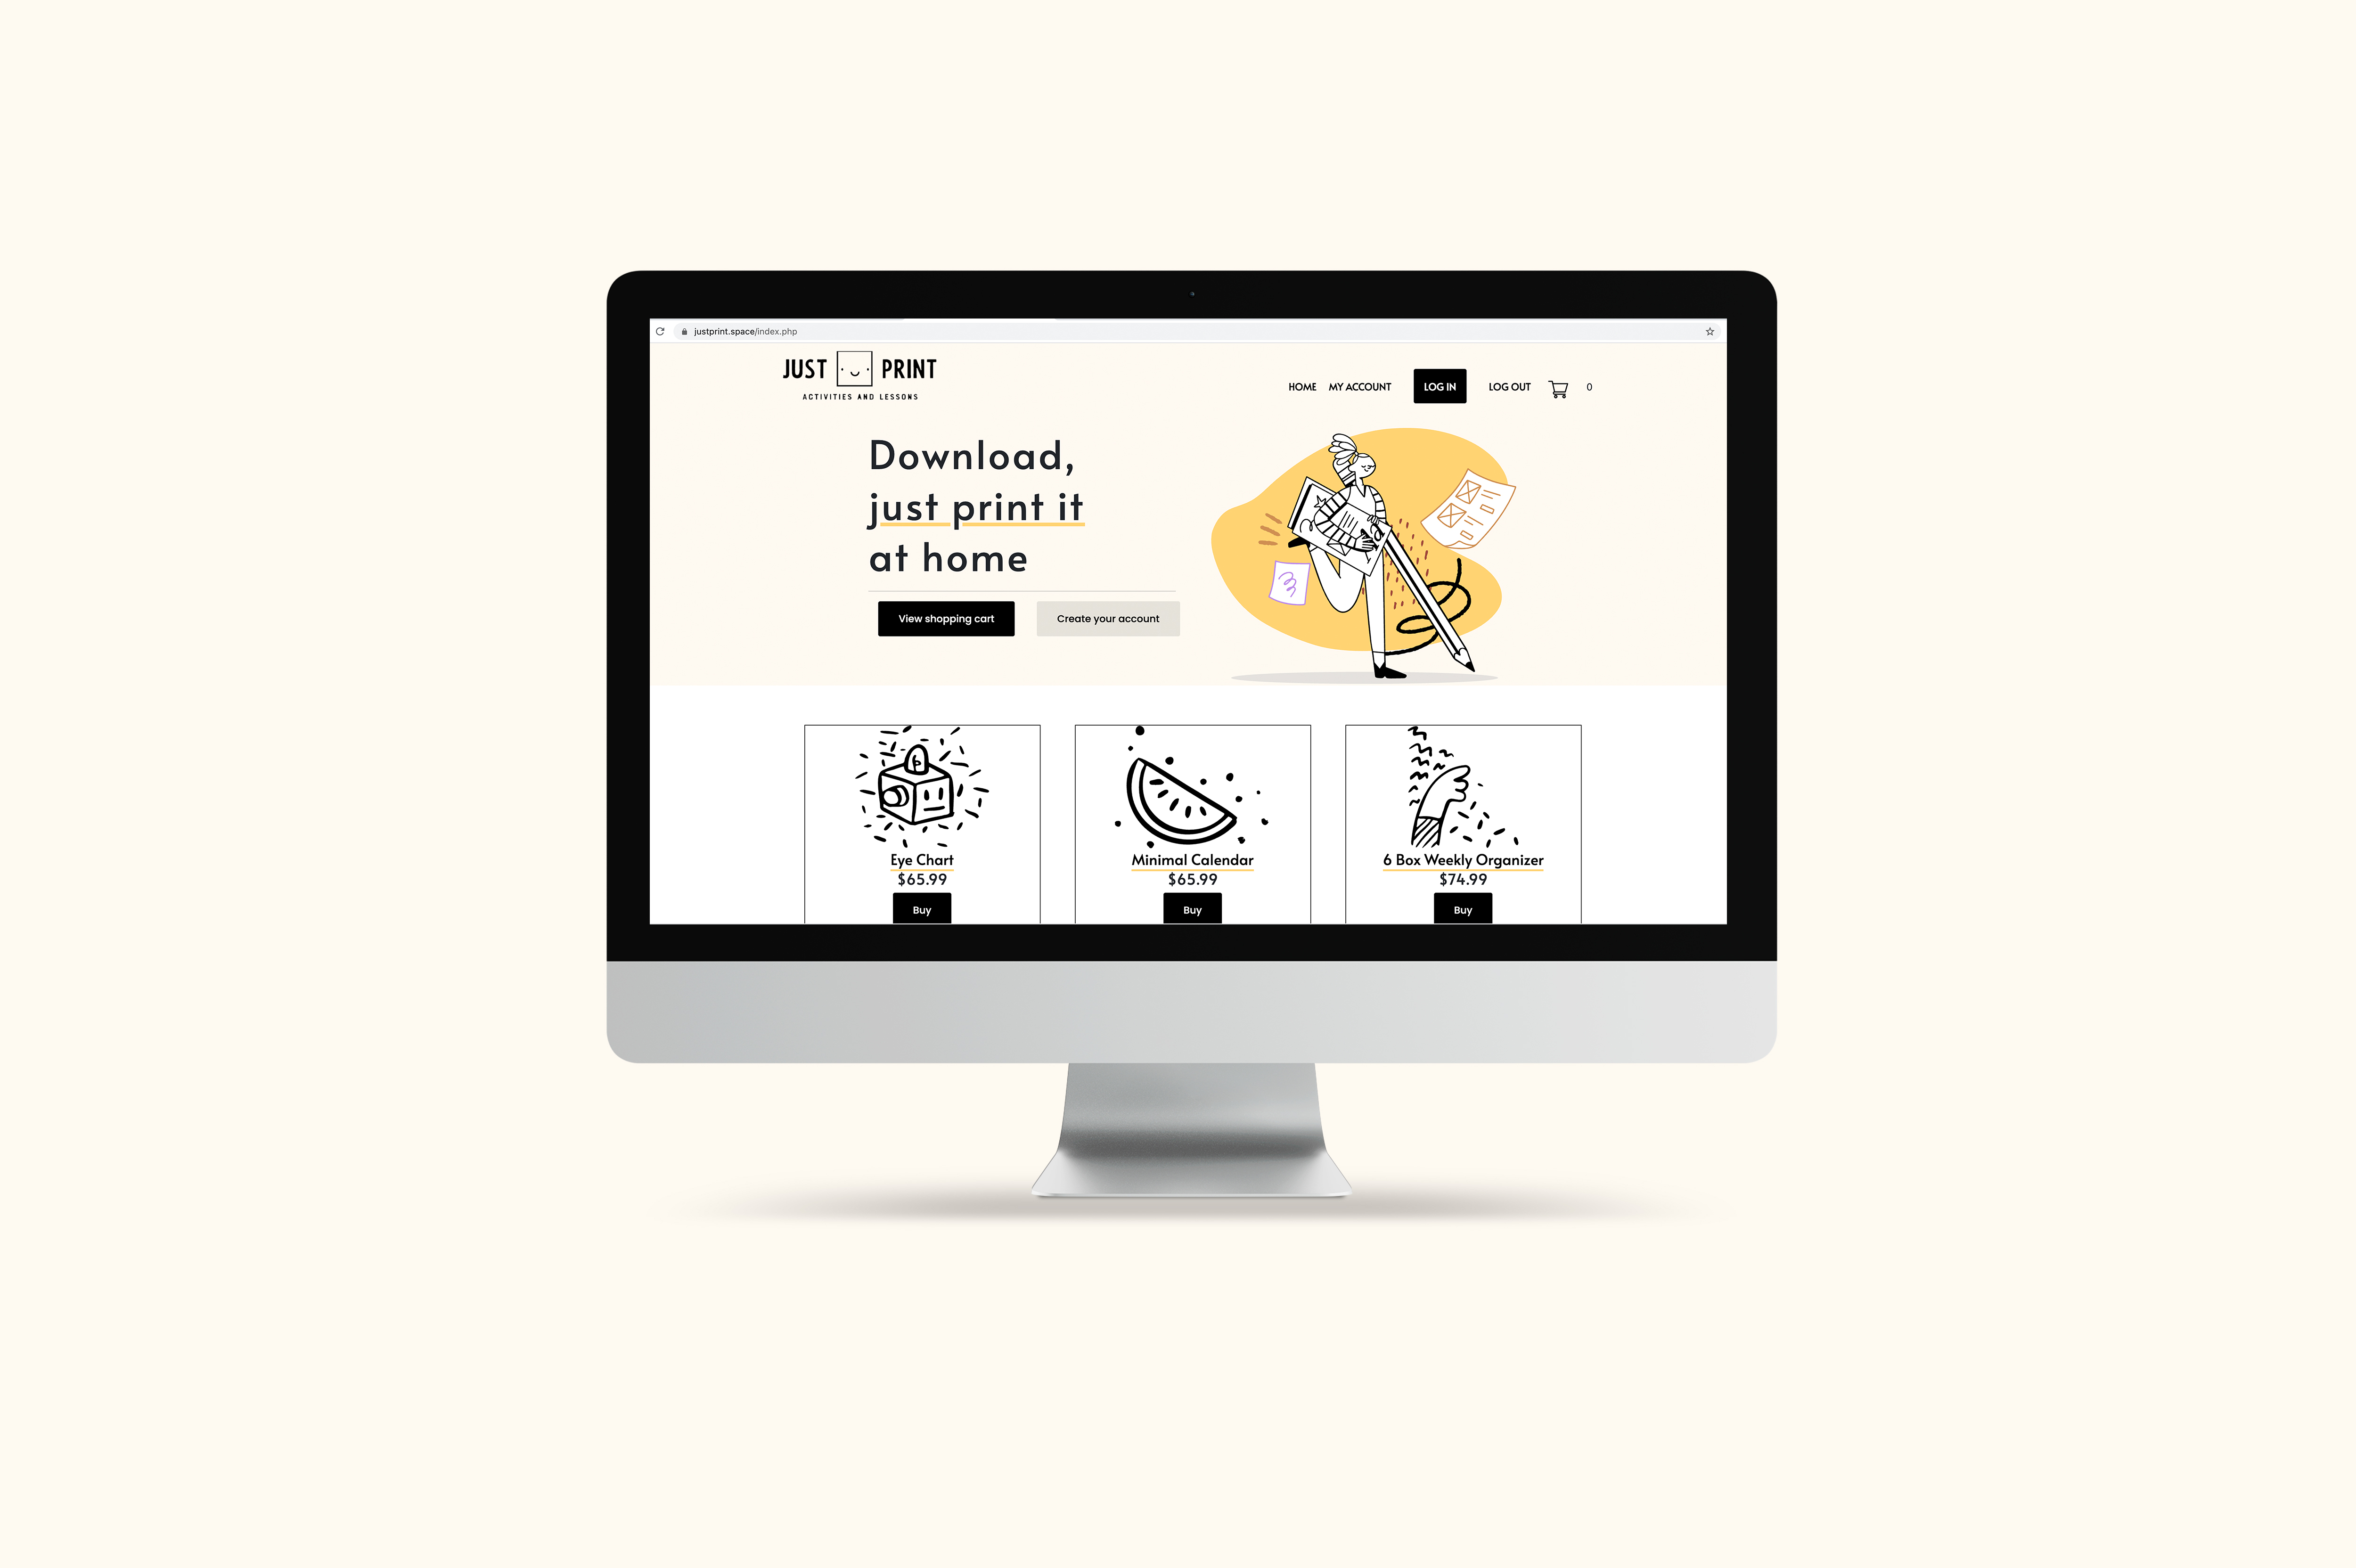 justprint.space/index.php
JUST PRINT
ACTIVITIES AND LESSONS
HOME MY ACCOUNT LOG IN LOG OUT 0
Download,
just print it
at home
View shopping cart Create your account
Eye Chart
$65.99
Buy
Minimal Calendar
$65.99
Buy
6 Box Weekly Organizer
$74.99
Buy